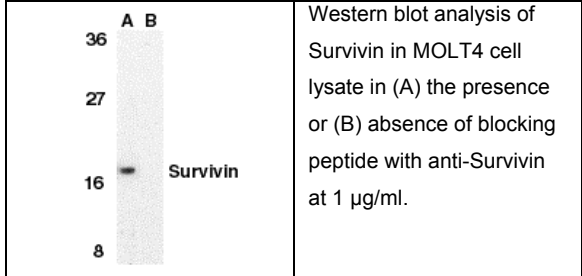 A B
36
27
Survivin
16
8
Western blot analysis of
Survivin in MOLT4 cell
lysate in (A) the presence
or (B) absence of blocking
peptide with anti-Survivin
at 1 µg/ml.